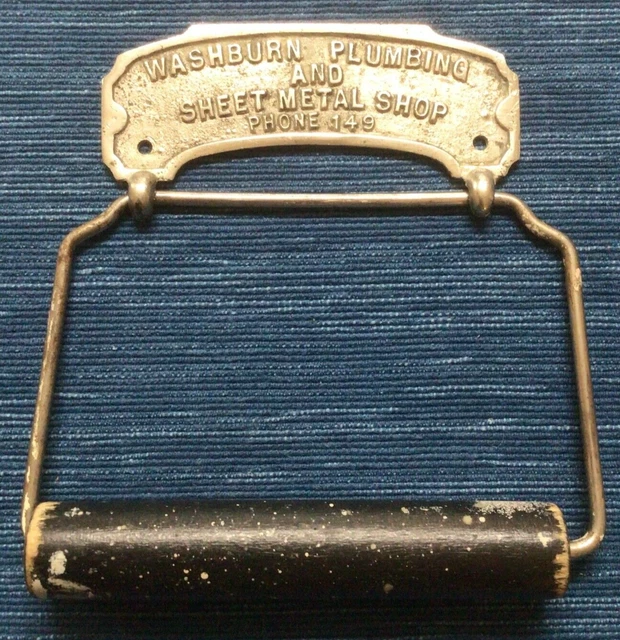 WASHBURN PLUMBING
AND
SHEET METAL SHOP
PHONE 149